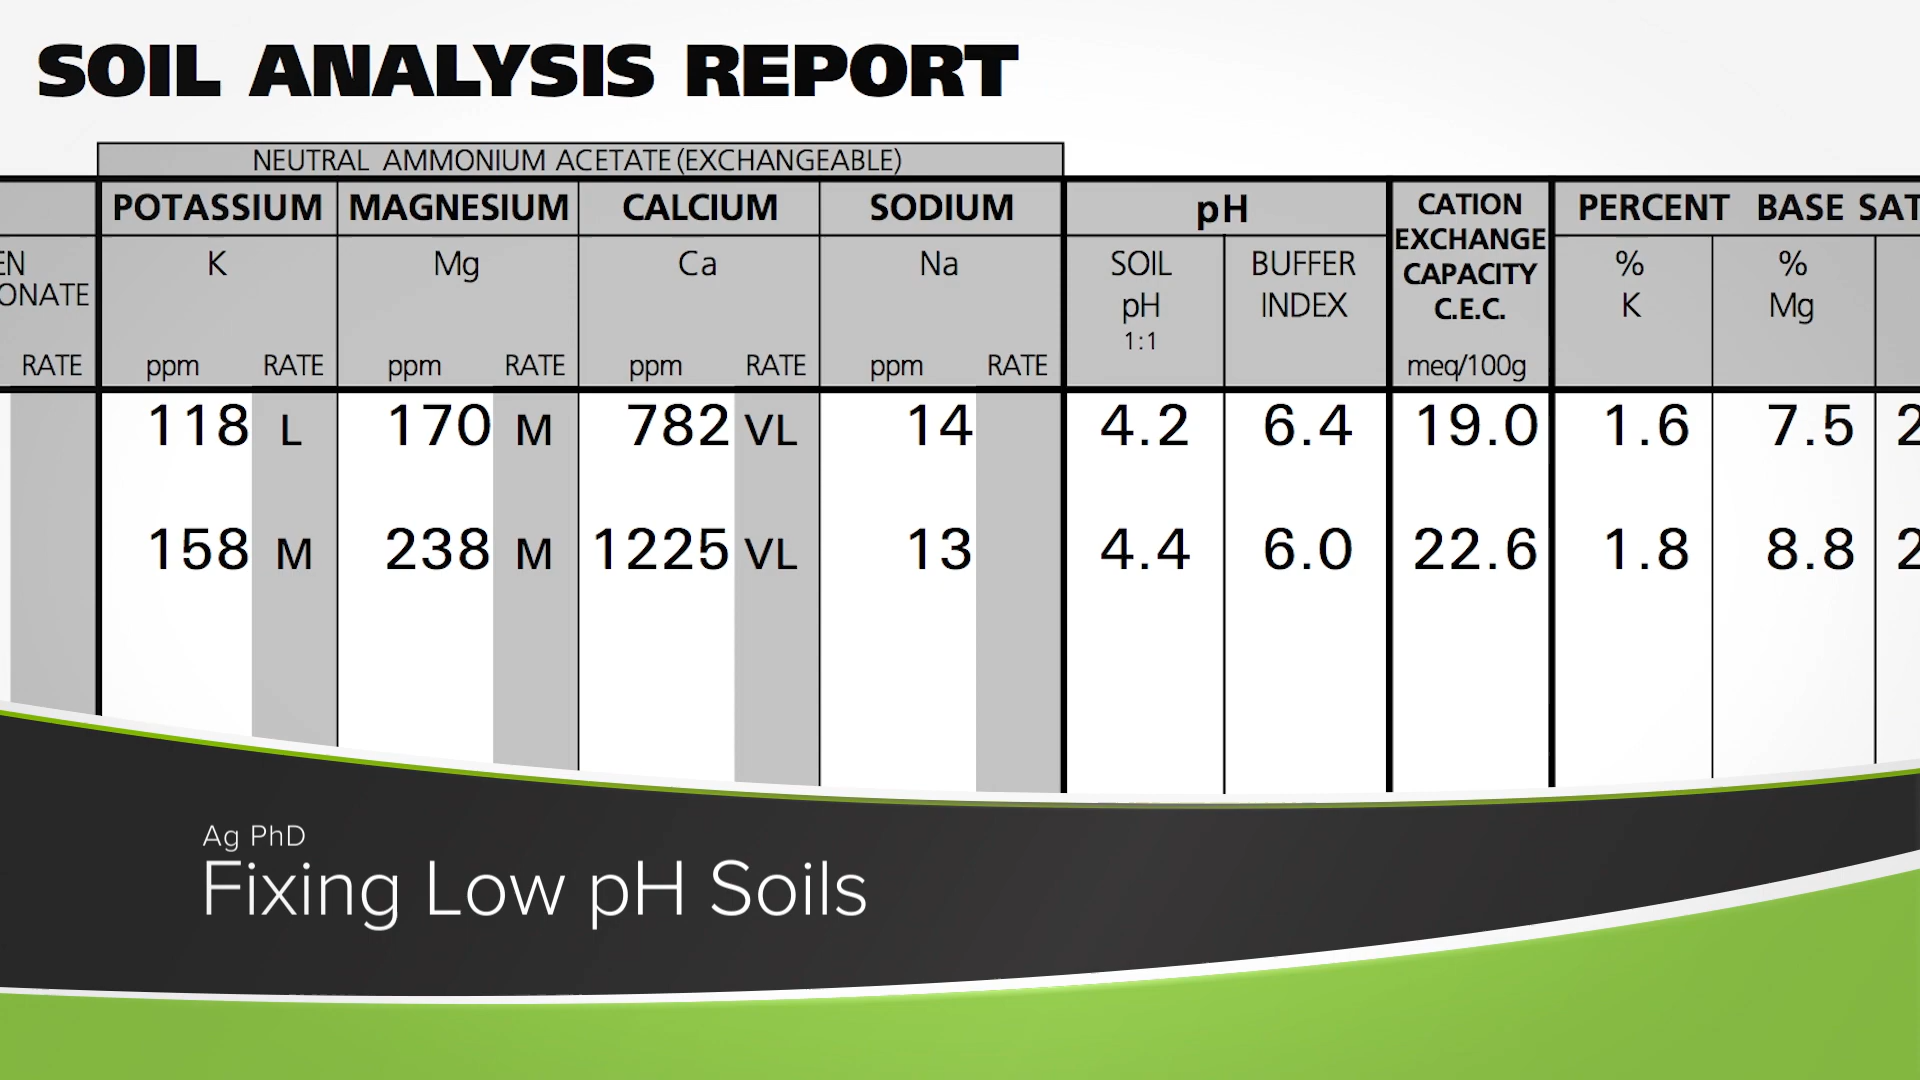 SOIL ANALYSIS REPORT
NEUTRAL AMMONIUM ACETATE (EXCHANGEABLE)
POTASSIUM MAGNESIUM CALCIUM SODIUM pH CATION EXCHANGE CAPACITY C.E.C. PERCENT BASE SAT
EN ONATE K Mg Ca Na SOIL pH 1:1 BUFFER INDEX % K % Mg
RATE ppm RATE ppm RATE ppm RATE ppm RATE meq/100g
118 L 170 M 782 VL 14 4.2 6.4 19.0 1.6 7.5 2
158 M 238 M 1225 VL 13 4.4 6.0 22.6 1.8 8.8 2
Ag PhD
Fixing Low pH Soils